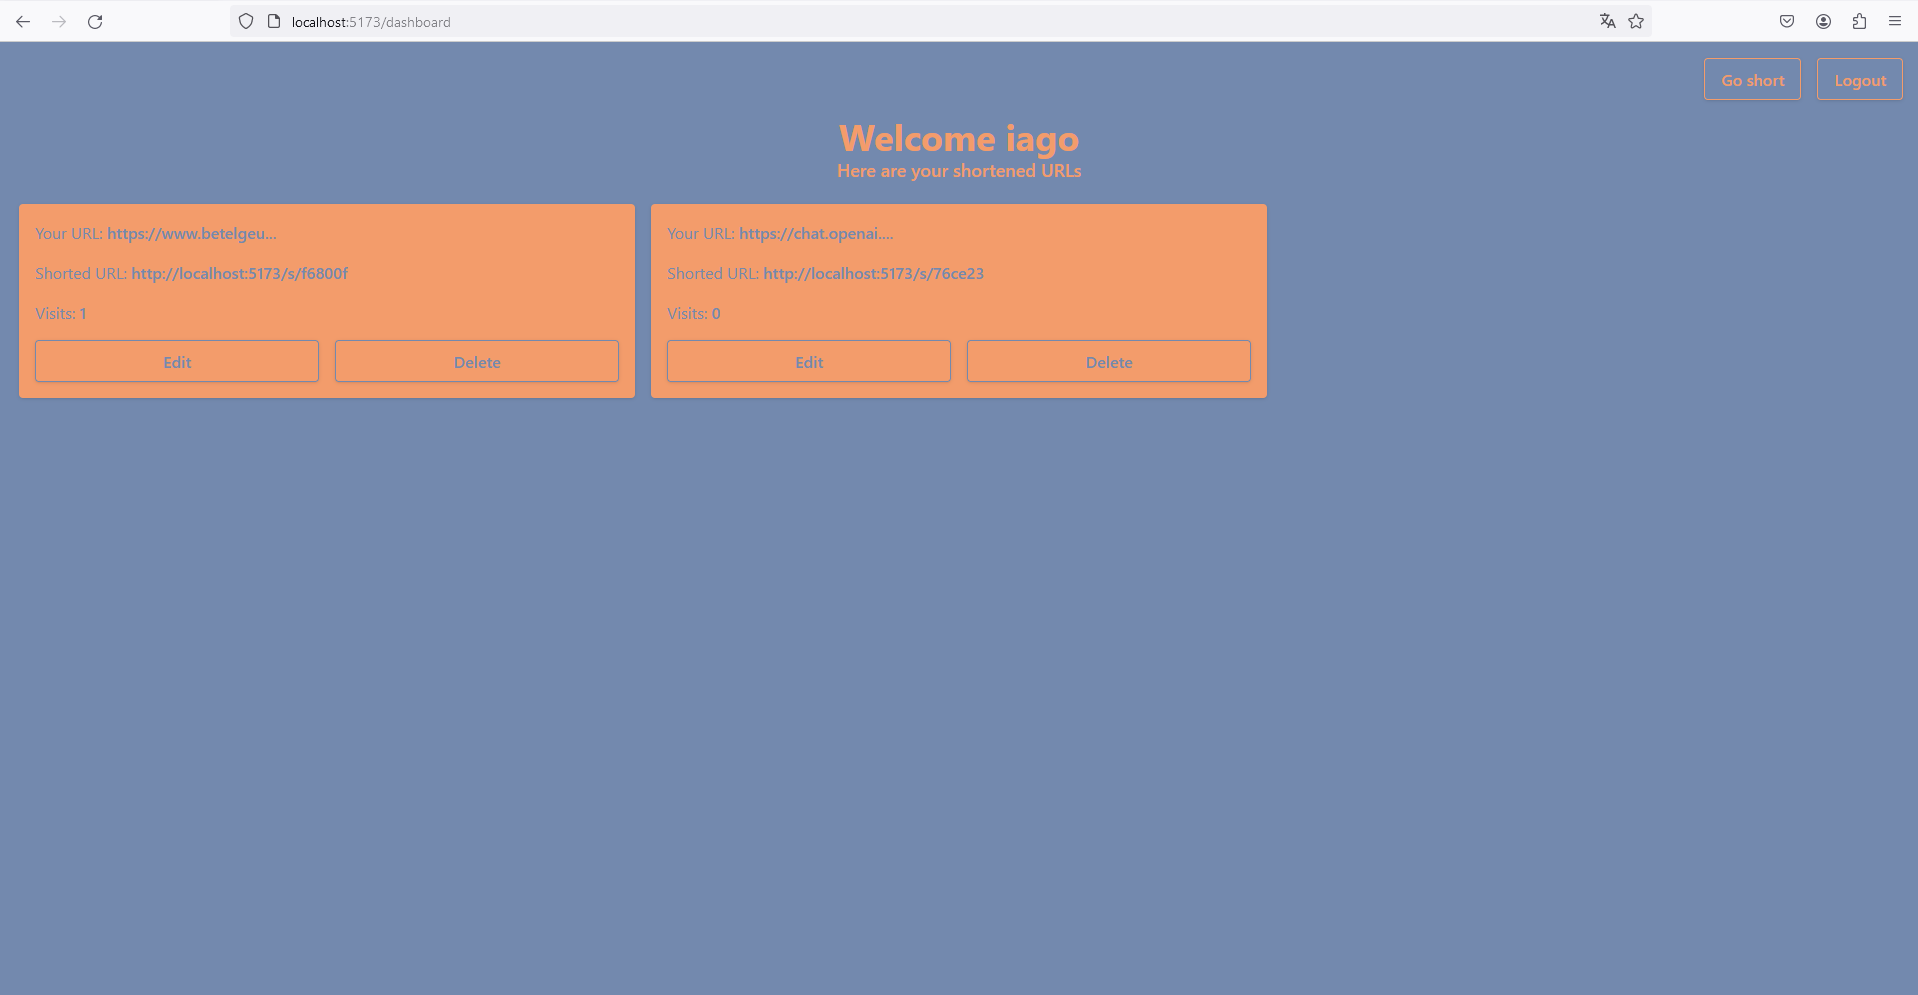 localhost:5173/dashboard
Go short
Logout
Welcome iago
Here are your shortened URLs
Your URL: https://www.betelgeu...
Shorted URL: http://localhost:5173/s/f6800f
Visits: 1
Edit
Delete
Your URL: https://chat.openai....
Shorted URL: http://localhost:5173/s/76ce23
Visits: 0
Edit
Delete